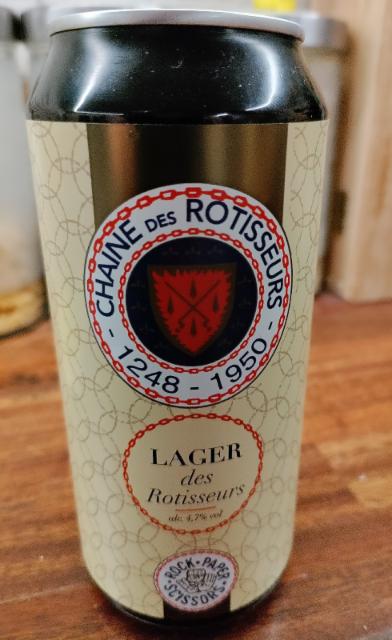 CHAINE DES ROTISSEURS
- 1248 - 1950 -
LAGER
des
Rotisseurs
alc. 4,7% vol
ROCK • PAPER
SCISSORS